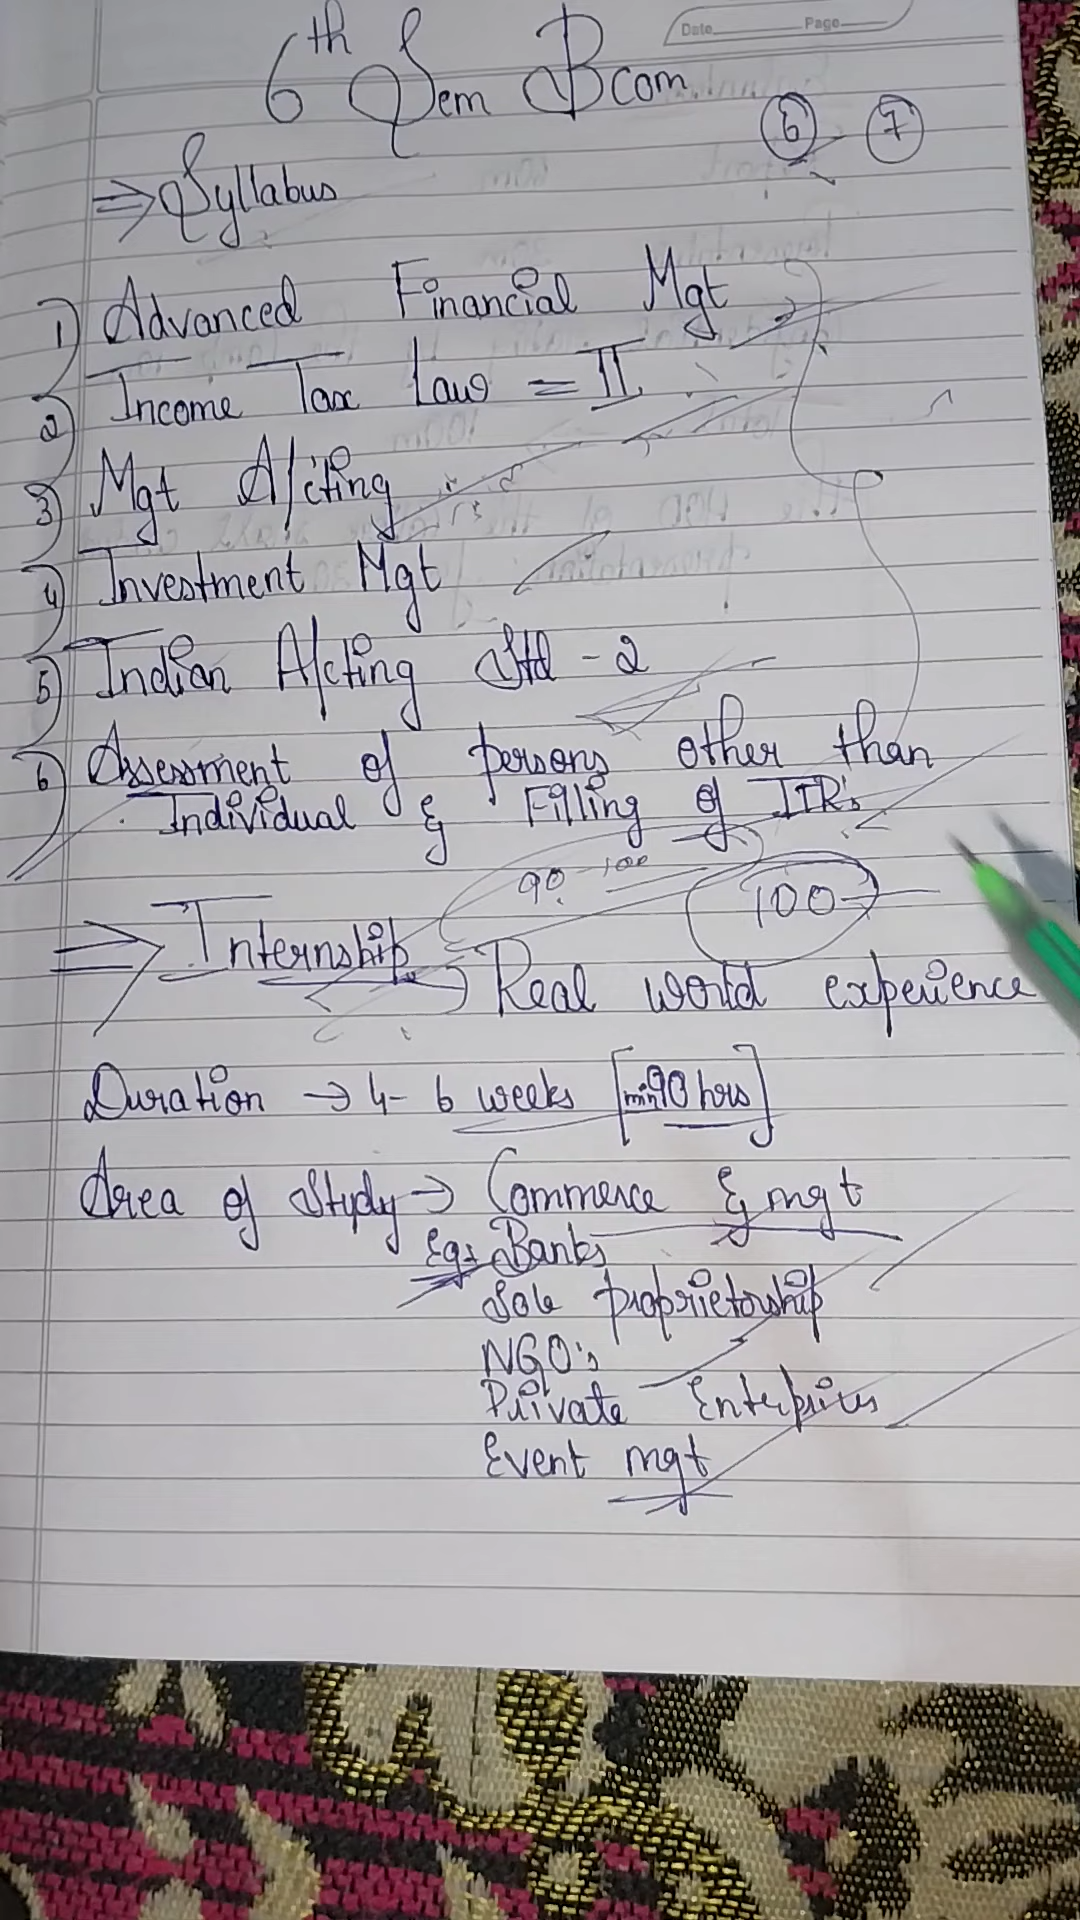 Date Page
6th Sem Bcom
6 7
⇒ Syllabus
1) Advanced Financial Mgt
2) Income Tax Law = II
3) Mgt A/cting
4) Investment Mgt
5) Indian A/cting Std - 2
6) Assessment of persons other than
Individual & Filling of ITR's
90 100 100
⇒ Internship → Real world experience
Duration → 4- 6 weeks [min 90 hrs]
Area of Study → Commerce & mgt
Eg: Banks
Sole proprietorship
NGO's
Private Enterprises
Event mgt